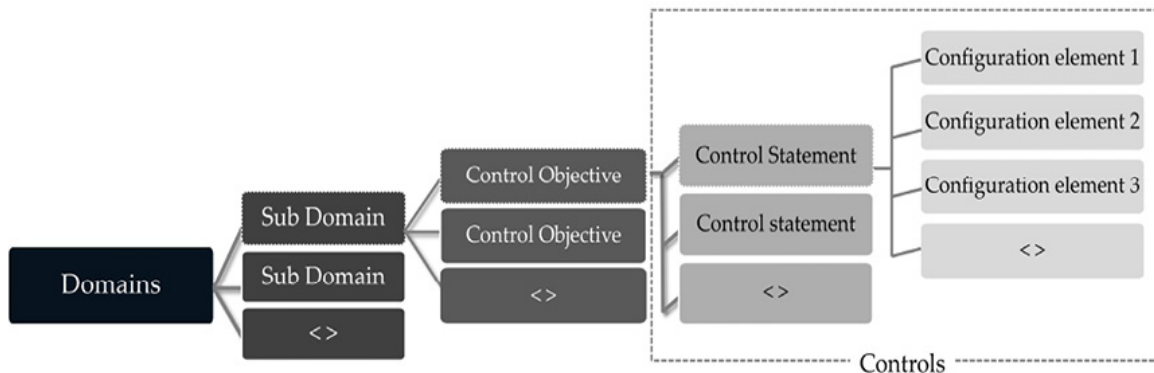 Domains
Sub Domain
Sub Domain
< >
Control Objective
Control Objective
< >
Control Statement
Control statement
< >
Configuration element 1
Configuration element 2
Configuration element 3
< >
Controls